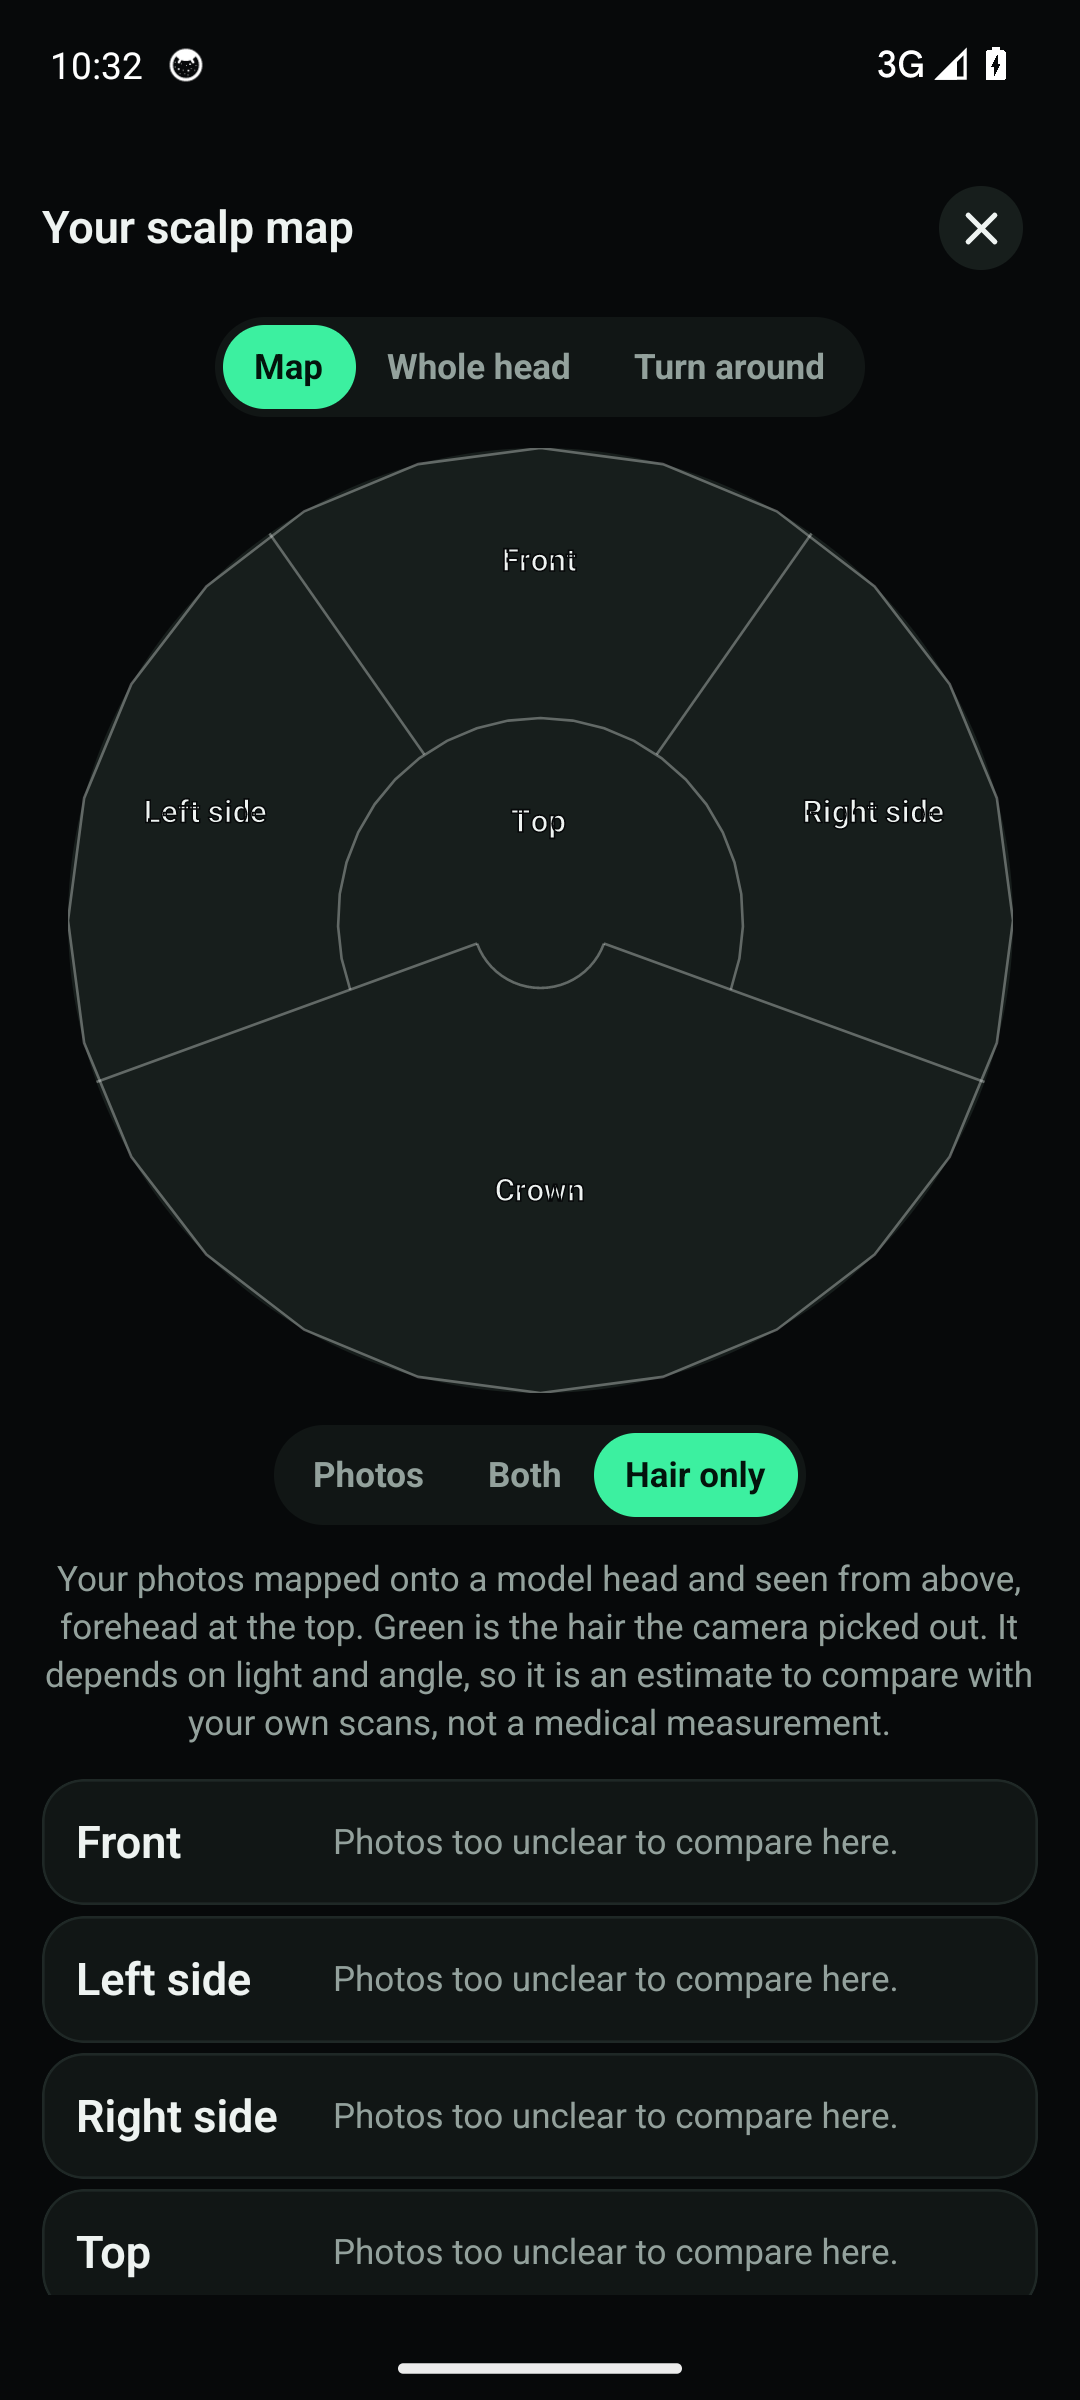 10:32
3G
Your scalp map
Map
Whole head
Turn around
Front
Left side
Top
Right side
Crown
Photos
Both
Hair only
Your photos mapped onto a model head and seen from above,
forehead at the top. Green is the hair the camera picked out. It
depends on light and angle, so it is an estimate to compare with
your own scans, not a medical measurement.
Front
Photos too unclear to compare here.
Left side
Photos too unclear to compare here.
Right side
Photos too unclear to compare here.
Top
Photos too unclear to compare here.